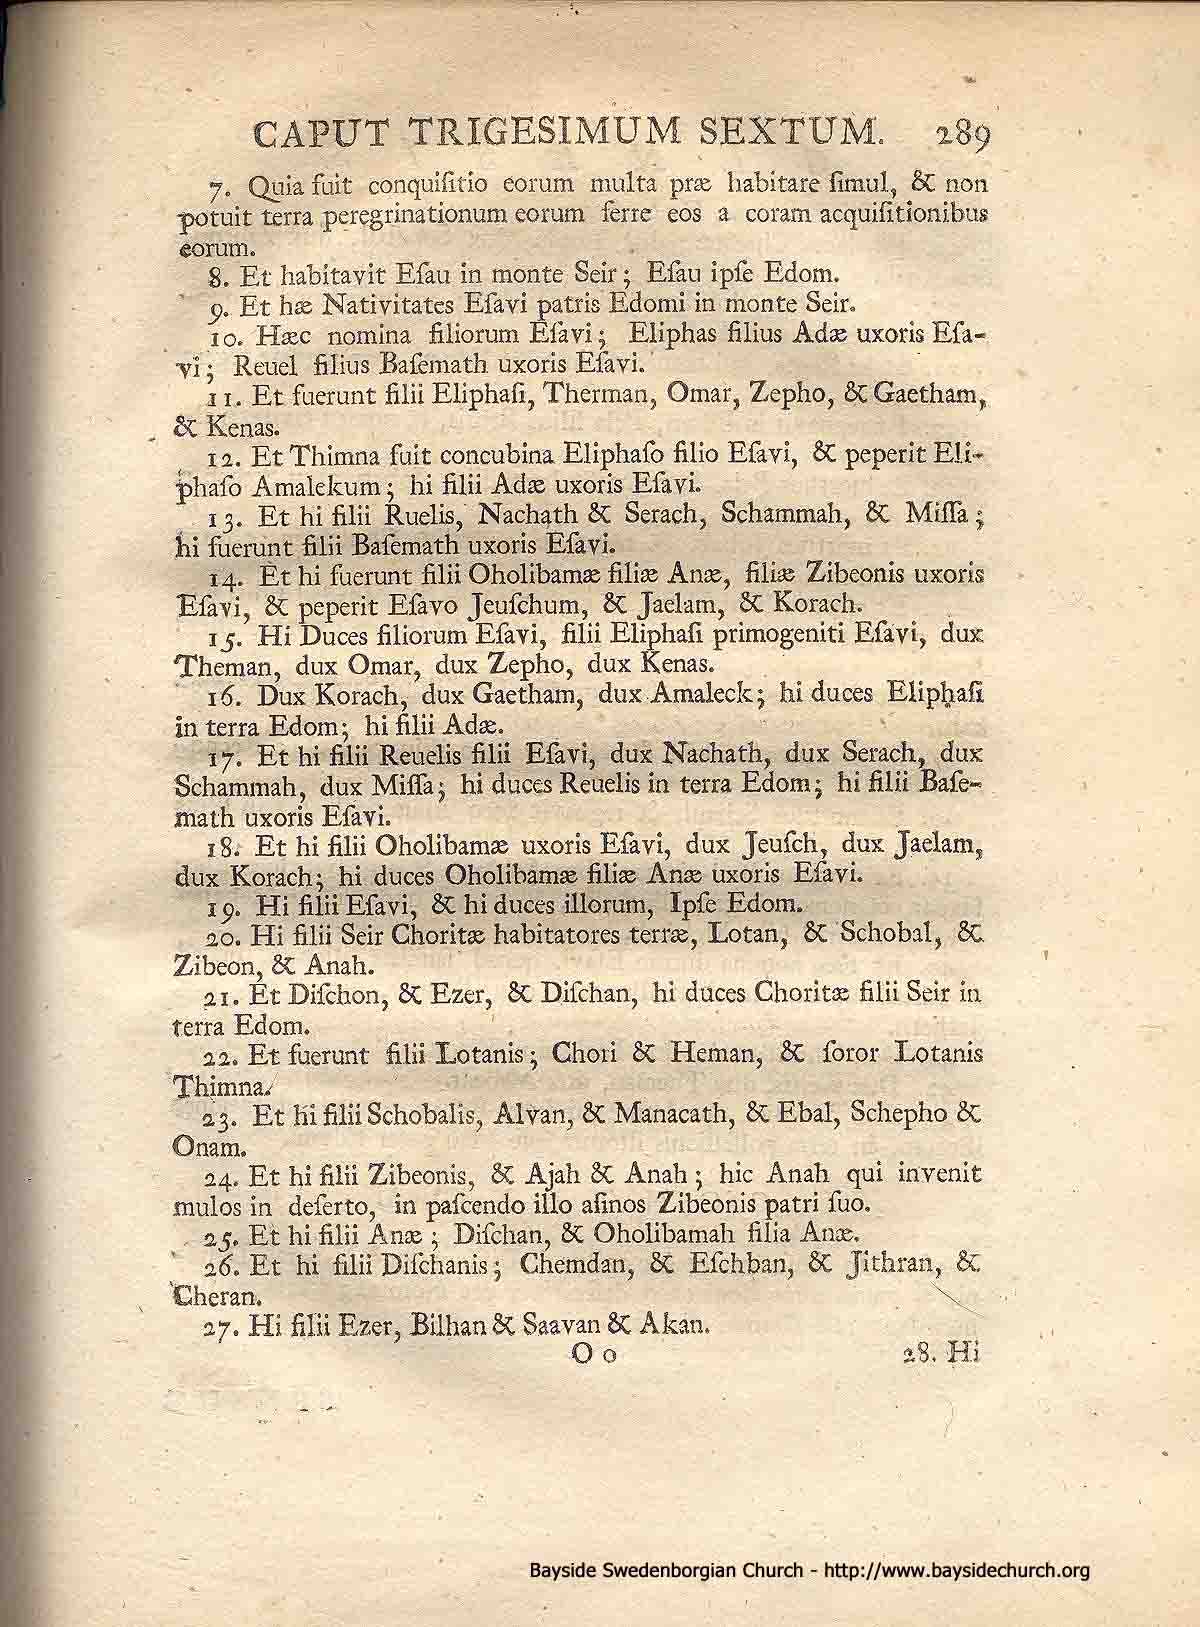 CAPUT TRIGESIMUM SEXTUM. 289
7. Quia fuit conquiſitio eorum multa præ habitare ſimul, & non
potuit terra peregrinationum eorum ferre eos a coram acquiſitionibus
eorum.
8. Et habitavit Eſau in monte Seir; Eſau ipſe Edom.
9. Et hæ Nativitates Eſavi patris Edomi in monte Seir.
10. Hæc nomina filiorum Eſavi; Eliphas filius Adæ uxoris Eſa-
vi; Reuel filius Baſemath uxoris Eſavi.
11. Et fuerunt filii Eliphaſi, Therman, Omar, Zepho, & Gaetham,
& Kenas.
12. Et Thimna fuit concubina Eliphaſo filio Eſavi, & peperit Eli-
phaſo Amalekum; hi filii Adæ uxoris Eſavi.
13. Et hi filii Ruelis, Nachath & Serach, Schammah, & Miſſa;
hi fuerunt filii Baſemath uxoris Eſavi.
14. Et hi fuerunt filii Oholibamæ filiæ Anæ, filiæ Zibeonis uxoris
Eſavi, & peperit Eſavo Jeuſchum, & Jaelam, & Korach.
15. Hi Duces filiorum Eſavi, filii Eliphaſi primogeniti Eſavi, dux
Theman, dux Omar, dux Zepho, dux Kenas.
16. Dux Korach, dux Gaetham, dux Amaleck; hi duces Eliphaſi
in terra Edom; hi filii Adæ.
17. Et hi filii Reuelis filii Eſavi, dux Nachath, dux Serach, dux
Schammah, dux Miſſa; hi duces Reuelis in terra Edom; hi filii Baſe-
math uxoris Eſavi.
18. Et hi filii Oholibamæ uxoris Eſavi, dux Jeuſch, dux Jaelam,
dux Korach; hi duces Oholibamæ filiæ Anæ uxoris Eſavi.
19. Hi filii Eſavi, & hi duces illorum, Ipſe Edom.
20. Hi filii Seir Choritæ habitatores terræ, Lotan, & Schobal, &
Zibeon, & Anah.
21. Et Diſchon, & Ezer, & Diſchan, hi duces Choritæ filii Seir in
terra Edom.
22. Et fuerunt filii Lotanis; Chori & Heman, & ſoror Lotanis
Thimna.
23. Et hi filii Schobalis, Alvan, & Manacath, & Ebal, Schepho &
Onam.
24. Et hi filii Zibeonis, & Ajah & Anah; hic Anah qui invenit
mulos in deſerto, in paſcendo illo aſinos Zibeonis patri ſuo.
25. Et hi filii Anæ; Diſchan, & Oholibamah filia Anæ.
26. Et hi filii Diſchanis; Chemdan, & Eſchban, & Jithran, &
Cheran.
27. Hi filii Ezer, Bilhan & Saavan & Akan.
O o 28. Hi
Bayside Swedenborgian Church - http://www.baysidechurch.org